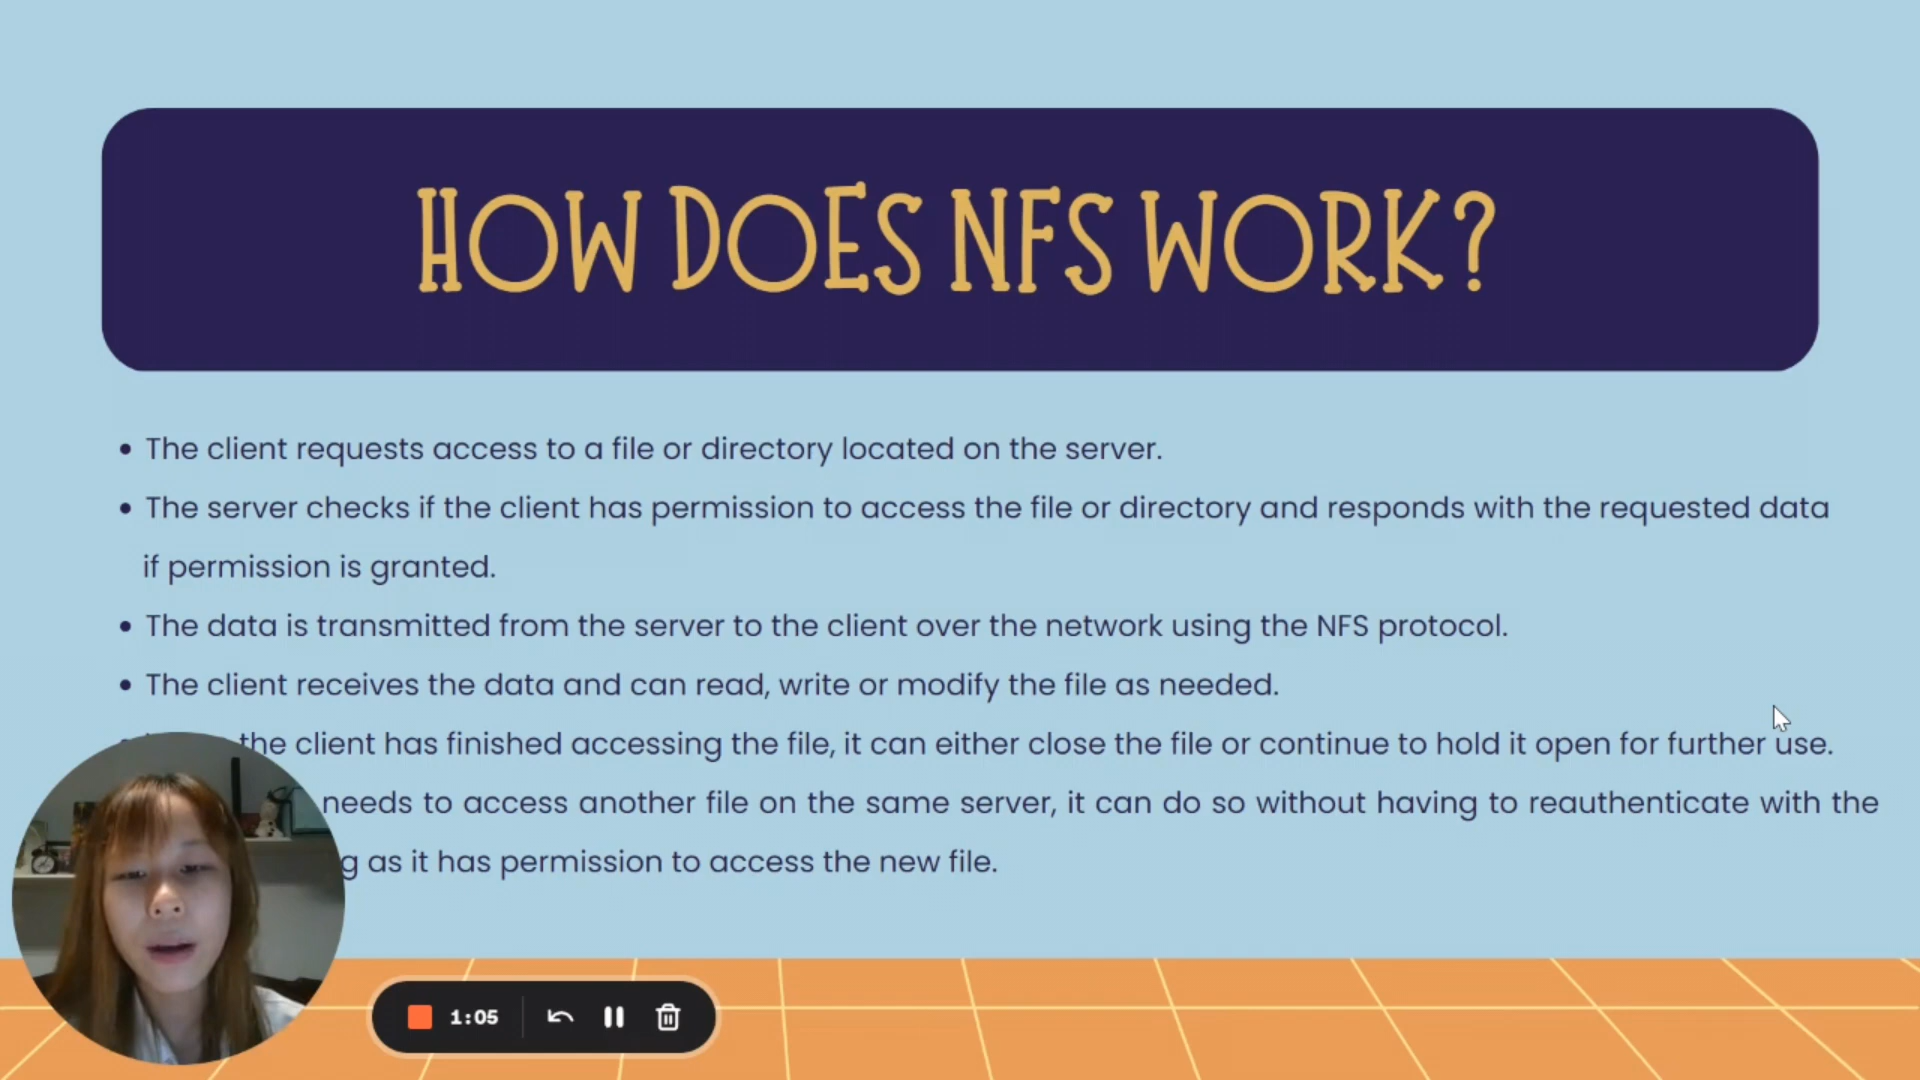 HOW DOES NFS WORK?
• The client requests access to a file or directory located on the server.
• The server checks if the client has permission to access the file or directory and responds with the requested data
if permission is granted.
• The data is transmitted from the server to the client over the network using the NFS protocol.
• The client receives the data and can read, write or modify the file as needed.
the client has finished accessing the file, it can either close the file or continue to hold it open for further use.
needs to access another file on the same server, it can do so without having to reauthenticate with the
as it has permission to access the new file.
1:05